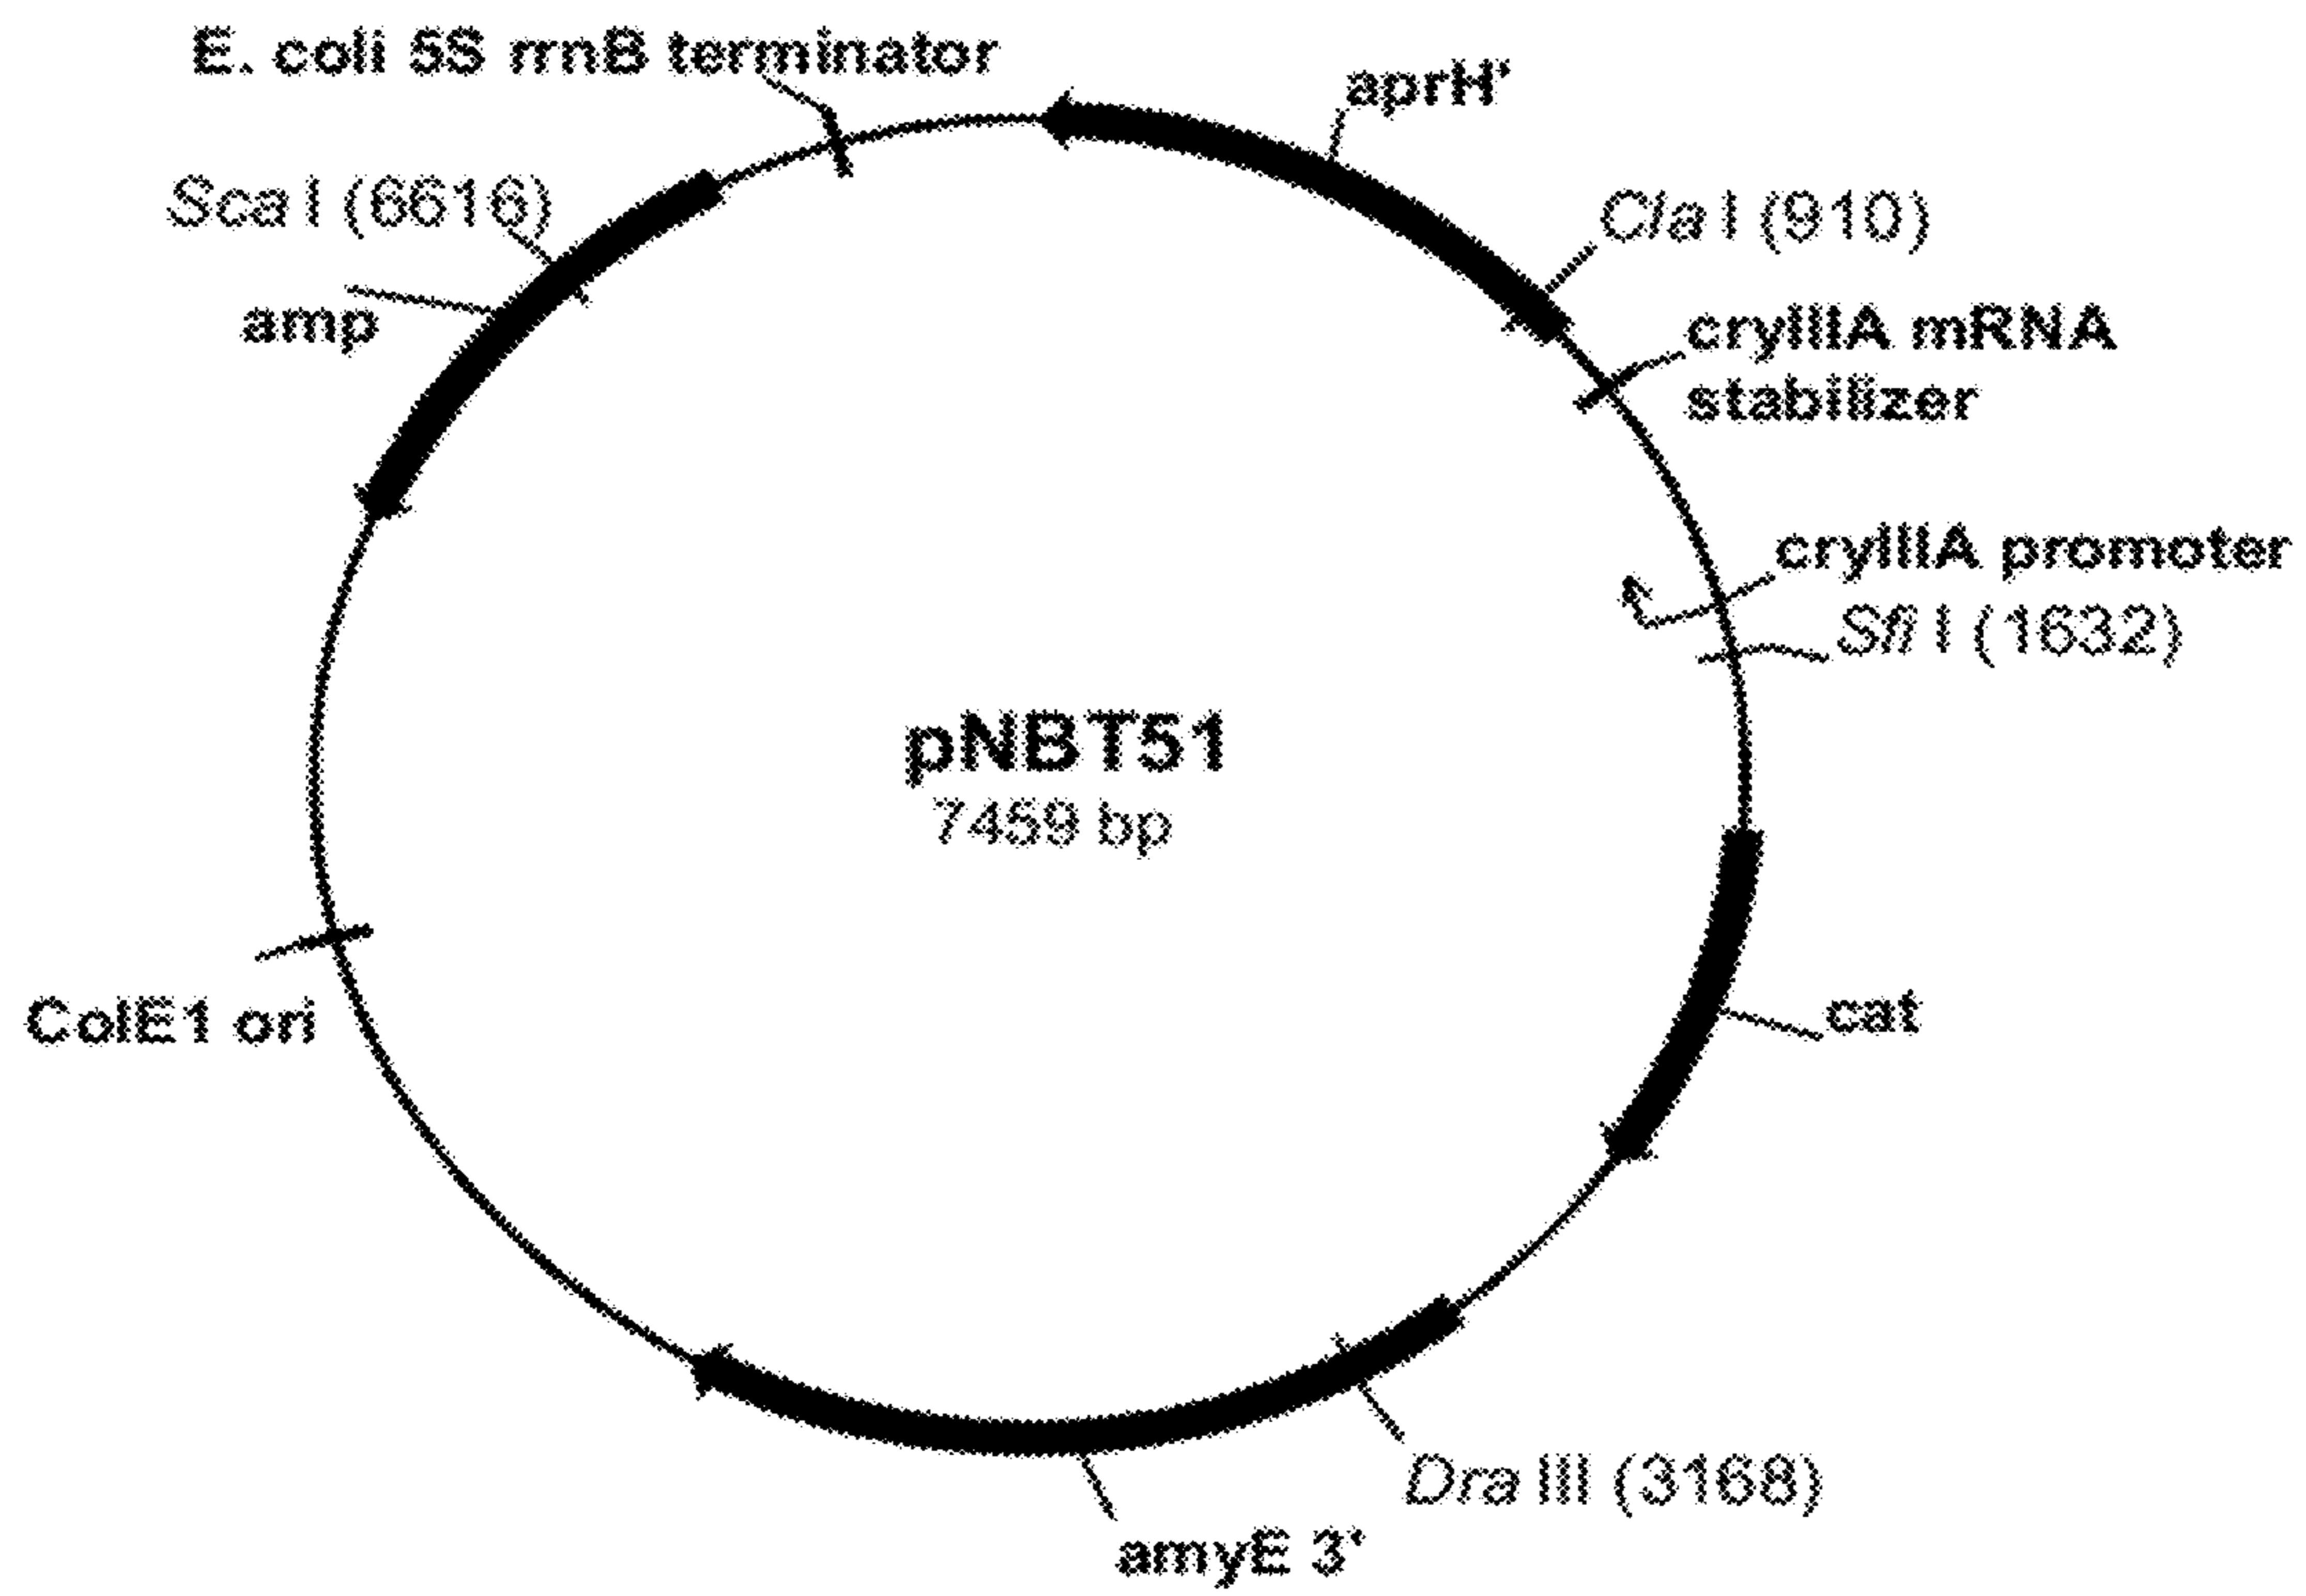 E. coli 5S rrnB terminator
aprH'
Sca I (6616)
Cla I (910)
amp
cryIIIA mRNA
stabilizer
cryIIIA promoter
Sfi I (1632)
pNBT51
7459 bp
ColE1 ori
cat
Dra III (3168)
amyE 3'